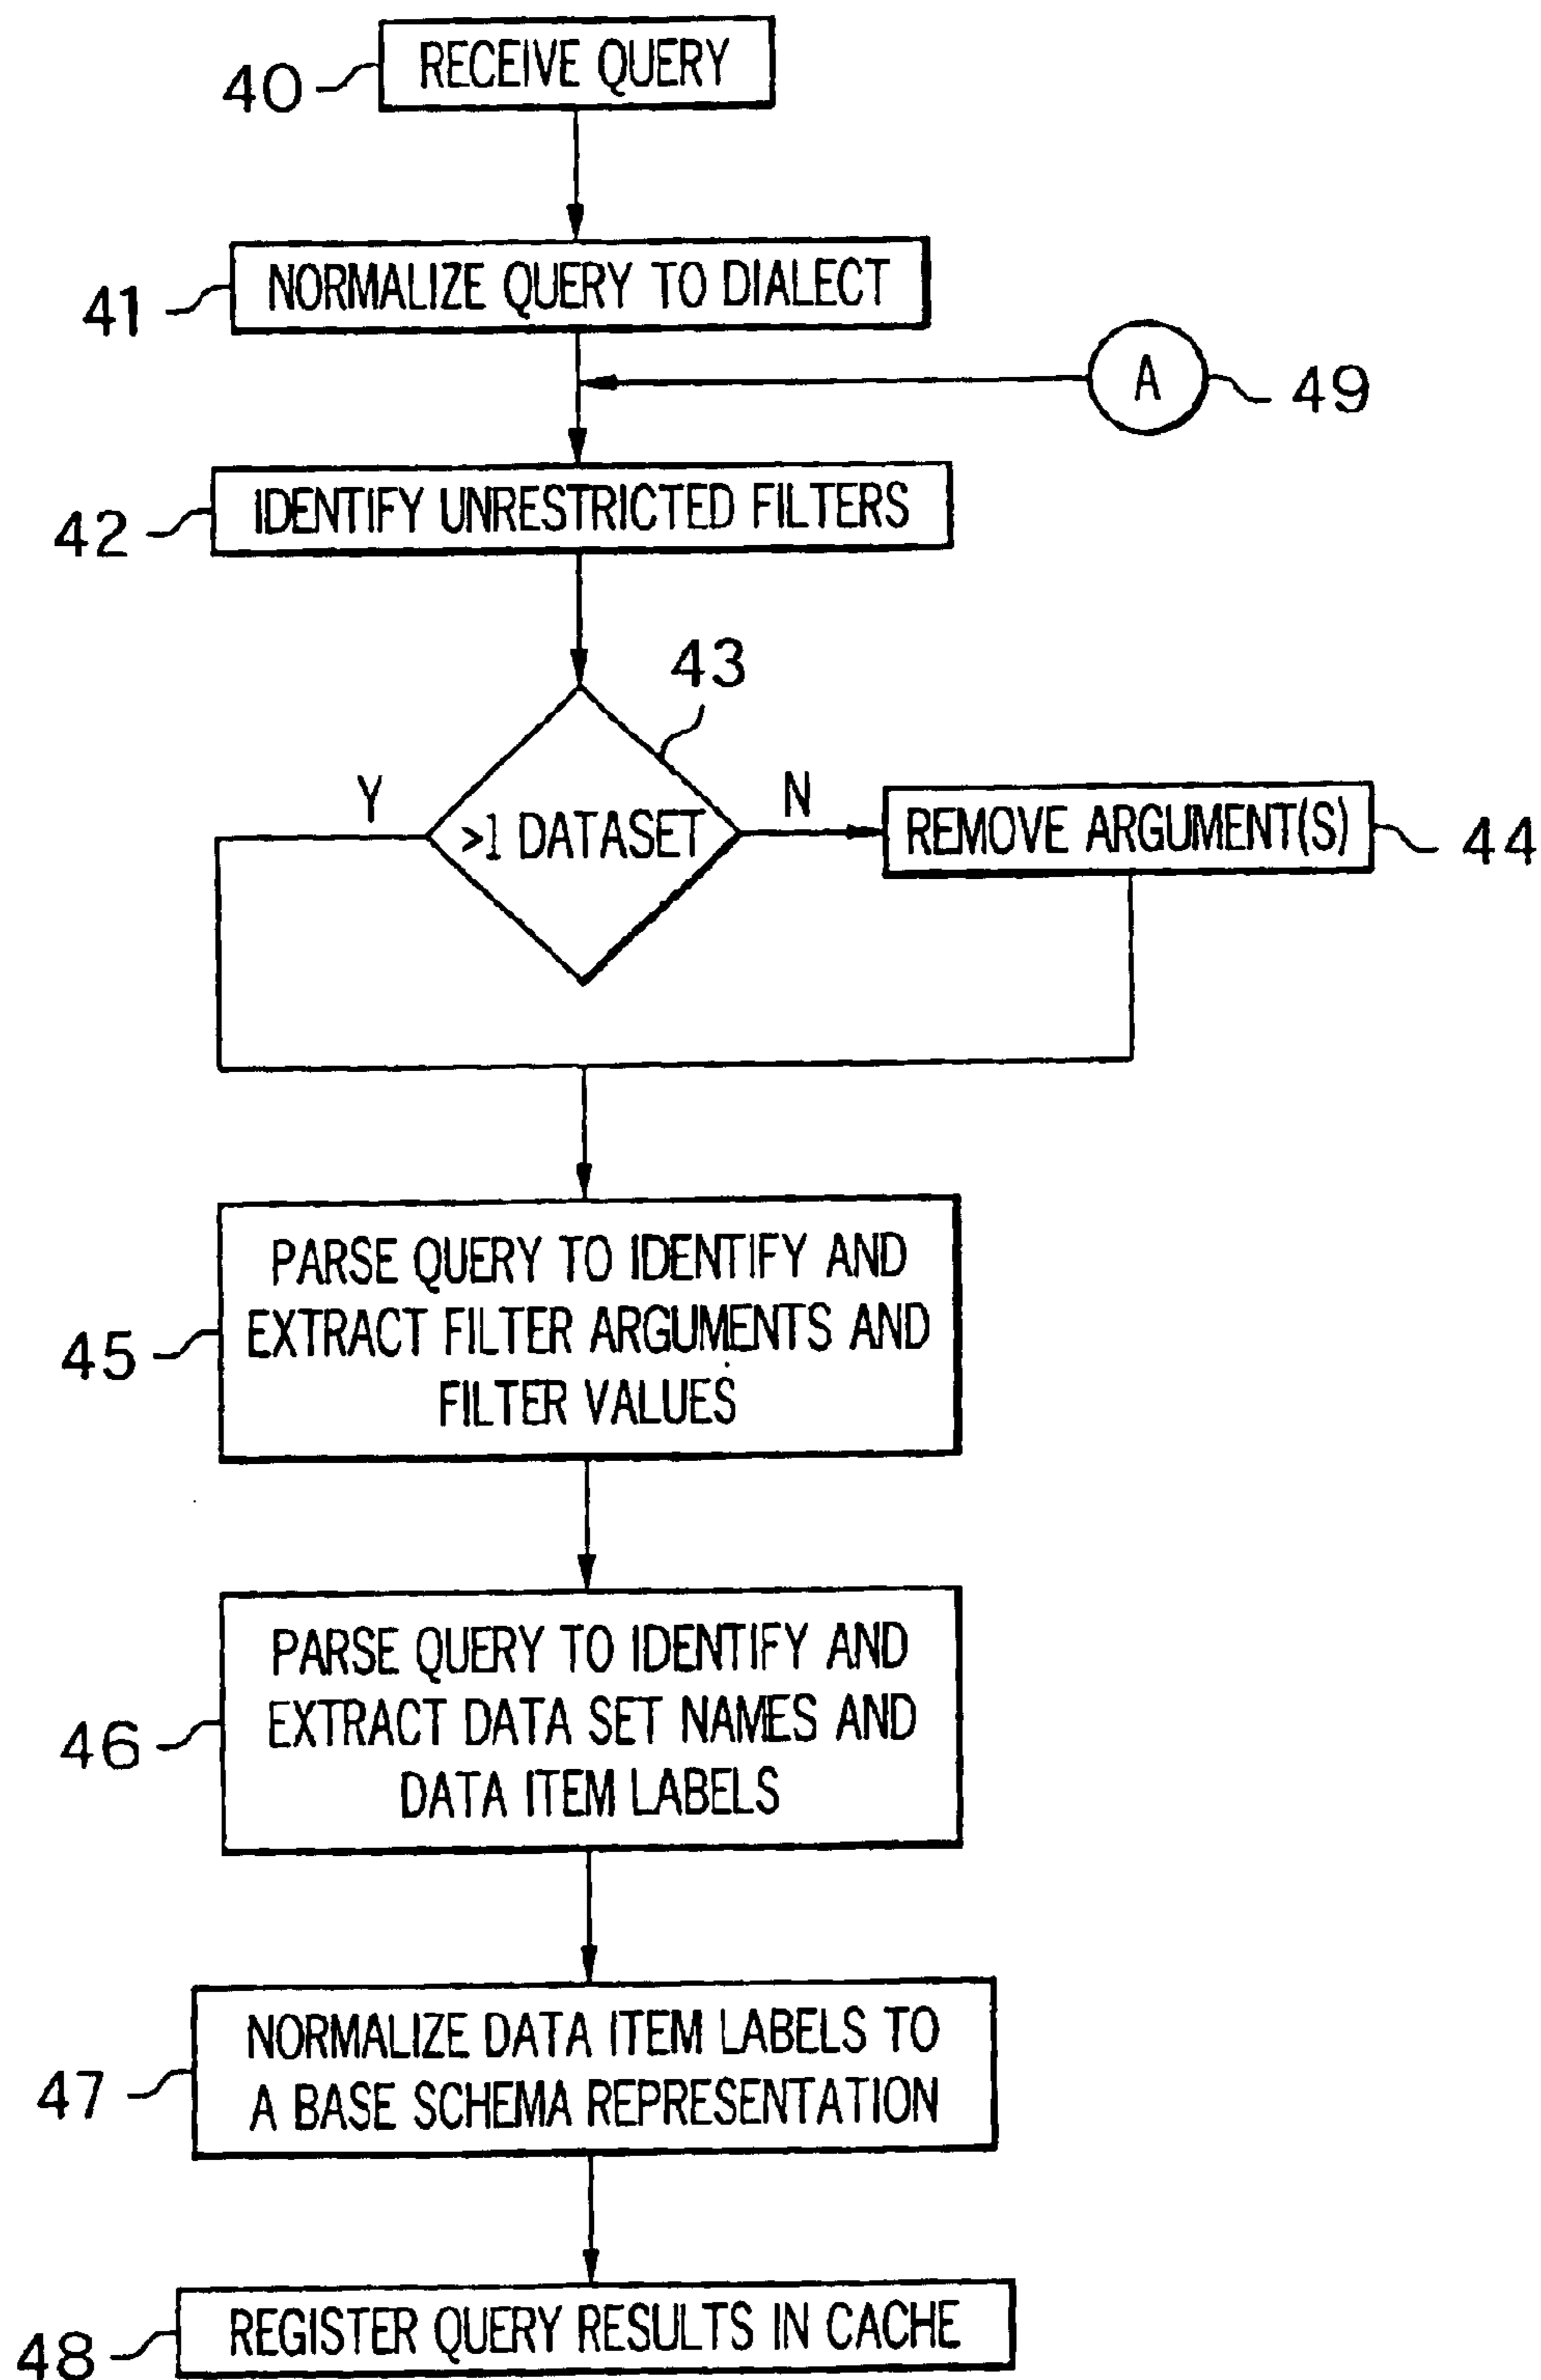 40
RECEIVE QUERY
41
NORMALIZE QUERY TO DIALECT
A
49
42
IDENTIFY UNRESTRICTED FILTERS
43
Y
>1 DATASET
N
REMOVE ARGUMENT(S)
44
45
PARSE QUERY TO IDENTIFY AND
EXTRACT FILTER ARGUMENTS AND
FILTER VALUES
46
PARSE QUERY TO IDENTIFY AND
EXTRACT DATA SET NAMES AND
DATA ITEM LABELS
47
NORMALIZE DATA ITEM LABELS TO
A BASE SCHEMA REPRESENTATION
48
REGISTER QUERY RESULTS IN CACHE